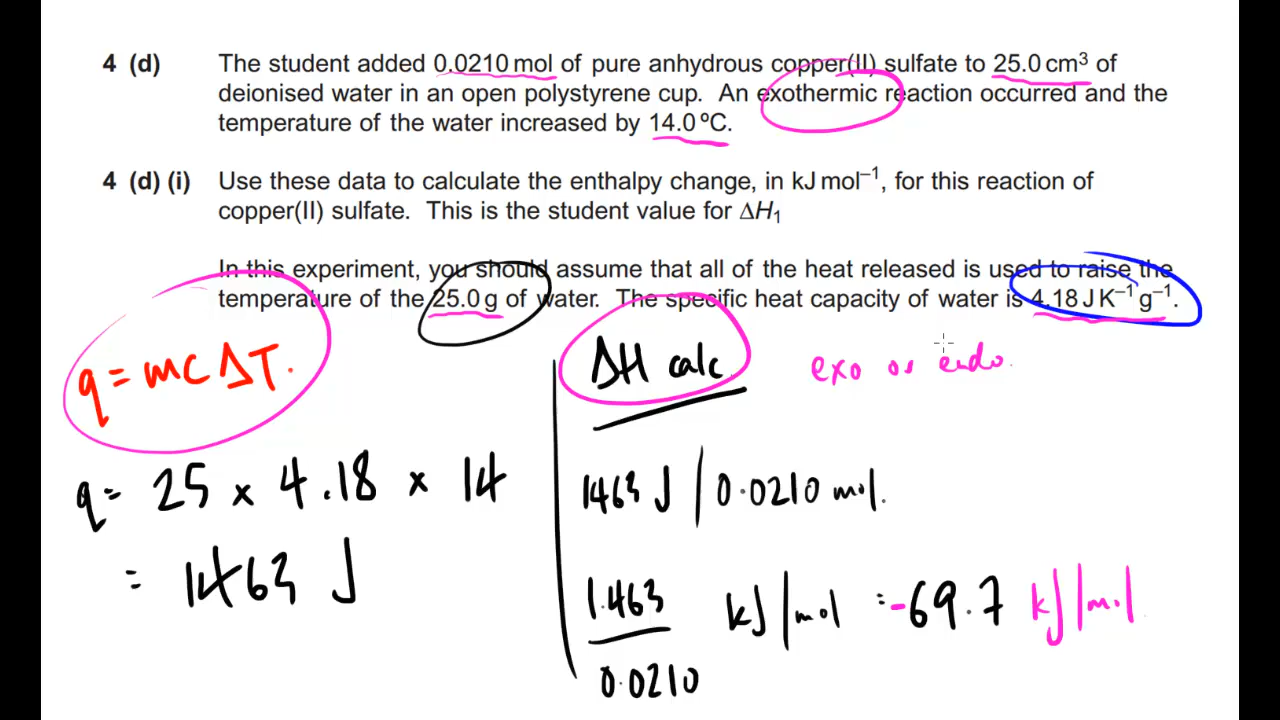 4 (d) The student added 0.0210 mol of pure anhydrous copper(II) sulfate to 25.0 cm³ of
deionised water in an open polystyrene cup. An exothermic reaction occurred and the
temperature of the water increased by 14.0 ºC.
4 (d) (i) Use these data to calculate the enthalpy change, in kJ mol⁻¹, for this reaction of
copper(II) sulfate. This is the student value for ΔH₁
In this experiment, you should assume that all of the heat released is used to raise the
temperature of the 25.0 g of water. The specific heat capacity of water is 4.18 J K⁻¹ g⁻¹.
q = mcΔT.
q = 25 × 4.18 × 14
= 1463 J
ΔH calc
exo or endo.
1463 J / 0.0210 mol.
1.463
0.0210
kJ/mol = -69.7 kJ/mol.